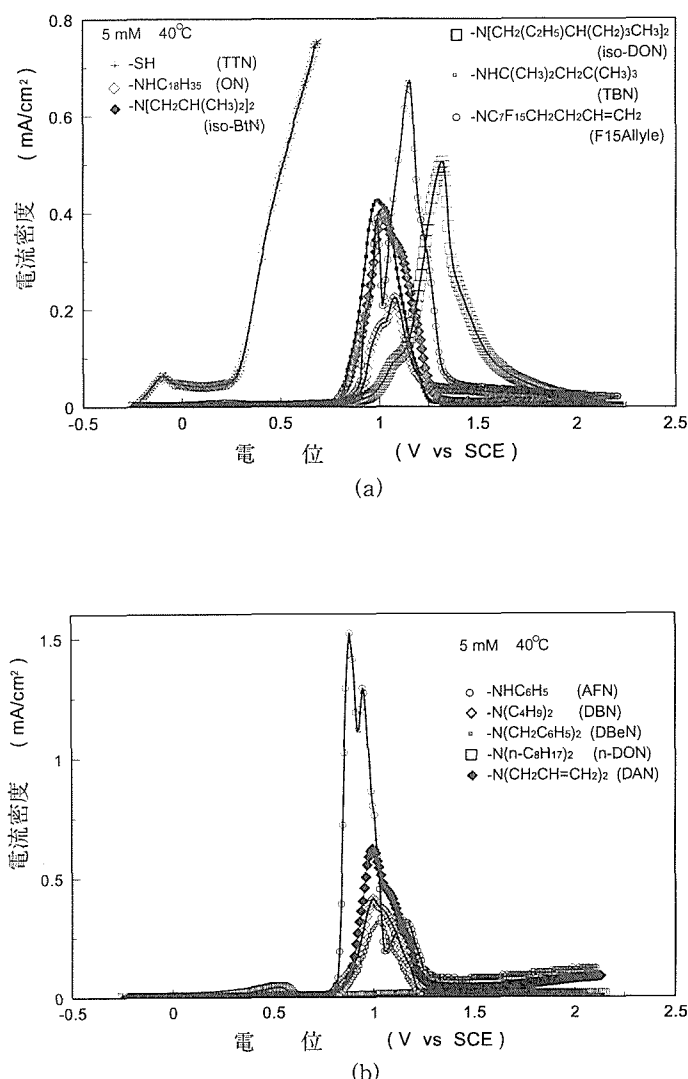 0.8
5 mM 40°C
-SH (TTN)
-NHC₁₈H₃₅ (ON)
-N[CH₂CH(CH₃)₂]₂
(iso-BtN)
-N[CH₂(C₂H₅)CH(CH₂)₃CH₃]₂
(iso-DON)
-NHC(CH₃)₂CH₂C(CH₃)₃
(TBN)
-NC₇F₁₅CH₂CH₂CH=CH₂
(F15Allyle)
0.6
0.4
0.2
0
電流密度 ( mA/cm² )
-0.5 0 0.5 1 1.5 2 2.5
電 位 ( V vs SCE )
(a)
1.5
5 mM 40°C
-NHC₆H₅ (AFN)
-N(C₄H₉)₂ (DBN)
-N(CH₂C₆H₅)₂ (DBeN)
-N(n-C₈H₁₇)₂ (n-DON)
-N(CH₂CH=CH₂)₂ (DAN)
1
0.5
0
電流密度 ( mA/cm² )
-0.5 0 0.5 1 1.5 2 2.5
電 位 ( V vs SCE )
(b)